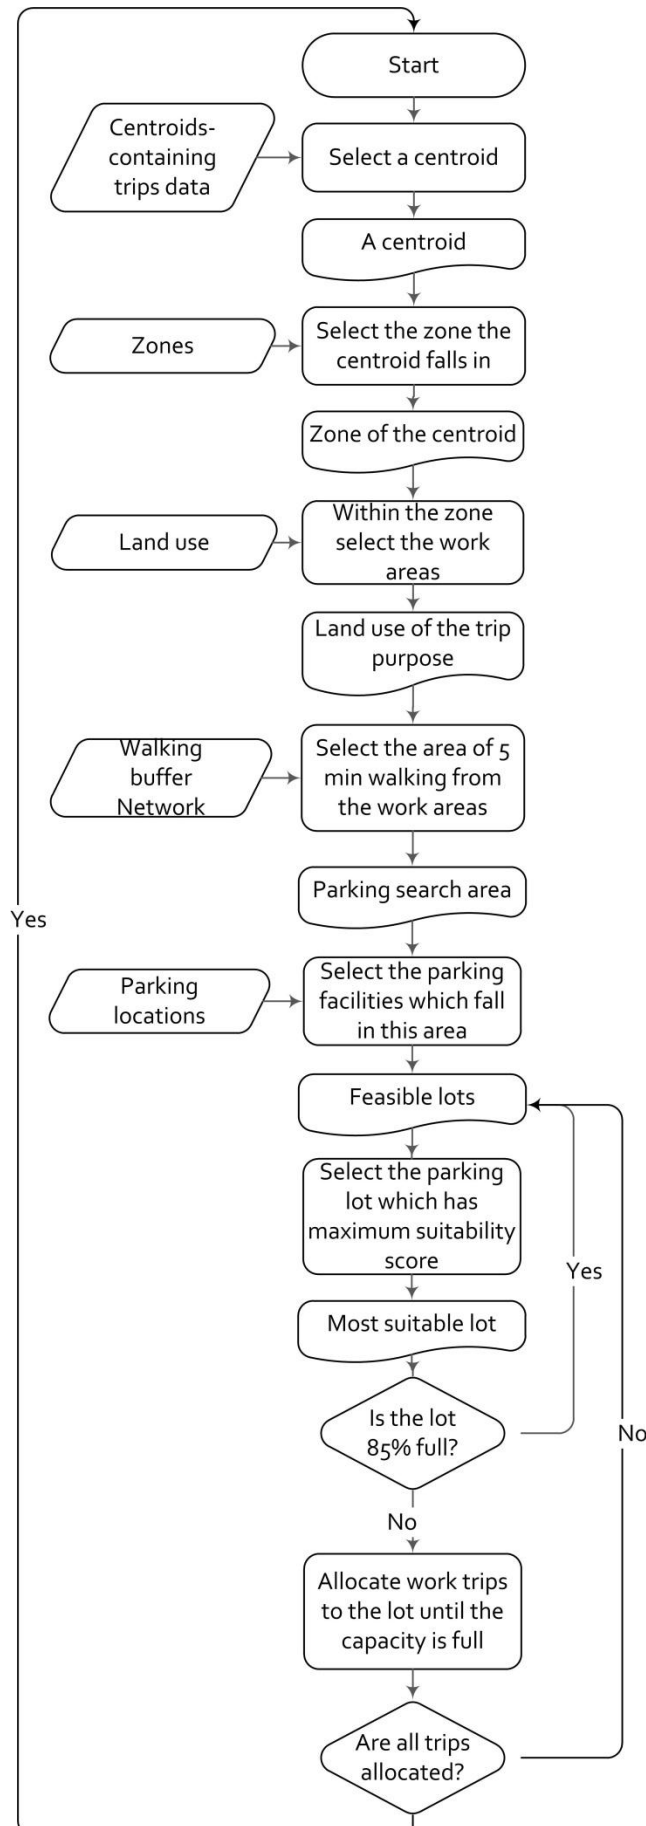 Start
Centroids-
containing
trips data
Select a centroid
A centroid
Zones
Select the zone the
centroid falls in
Zone of the centroid
Land use
Within the zone
select the work
areas
Land use of the trip
purpose
Walking
buffer
Network
Select the area of 5
min walking from
the work areas
Parking search area
Yes
Parking
locations
Select the parking
facilities which fall
in this area
Feasible lots
Select the parking
lot which has
maximum suitability
score
Yes
Most suitable lot
Is the lot
85% full?
No
No
Allocate work trips
to the lot until the
capacity is full
Are all trips
allocated?